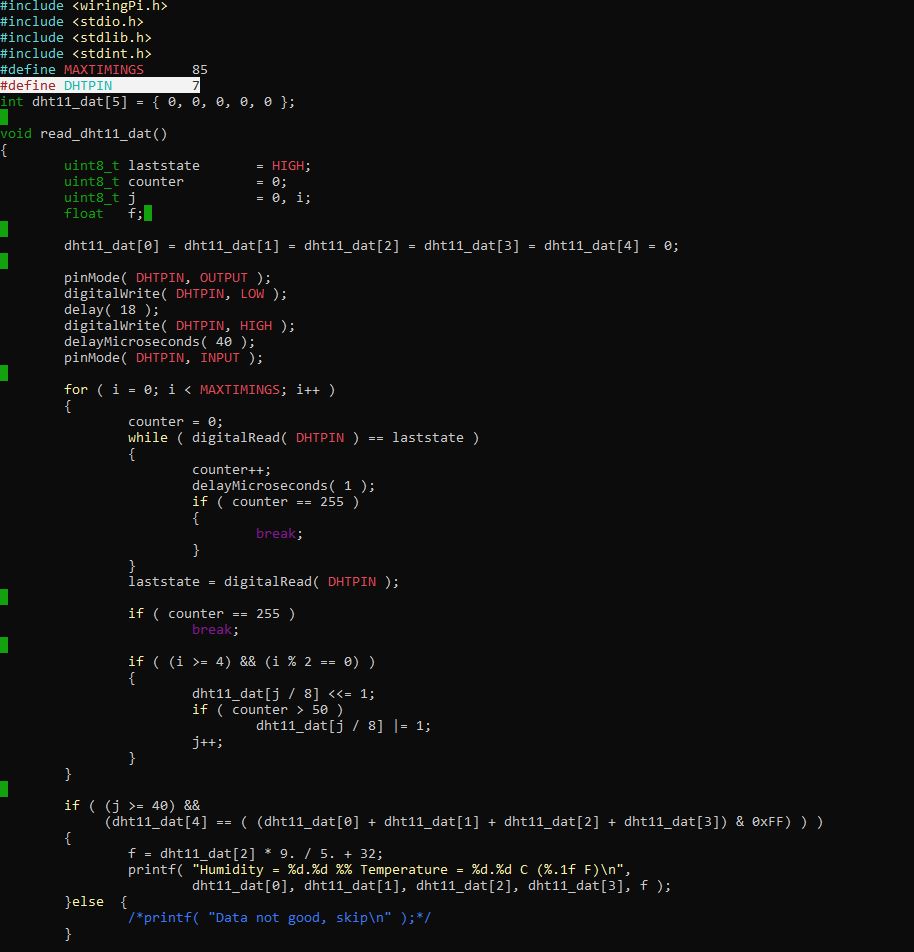 #include <wiringPi.h>
#include <stdio.h>
#include <stdlib.h>
#include <stdint.h>
#define MAXTIMINGS      85
#define DHTPIN          7
int dht11_dat[5] = { 0, 0, 0, 0, 0 };
void read_dht11_dat()
{
        uint8_t laststate       = HIGH;
        uint8_t counter         = 0;
        uint8_t j               = 0, i;
        float   f;
        dht11_dat[0] = dht11_dat[1] = dht11_dat[2] = dht11_dat[3] = dht11_dat[4] = 0;
        pinMode( DHTPIN, OUTPUT );
        digitalWrite( DHTPIN, LOW );
        delay( 18 );
        digitalWrite( DHTPIN, HIGH );
        delayMicroseconds( 40 );
        pinMode( DHTPIN, INPUT );
        for ( i = 0; i < MAXTIMINGS; i++ )
        {
                counter = 0;
                while ( digitalRead( DHTPIN ) == laststate )
                {
                        counter++;
                        delayMicroseconds( 1 );
                        if ( counter == 255 )
                        {
                                break;
                        }
                }
                laststate = digitalRead( DHTPIN );
                if ( counter == 255 )
                        break;
                if ( (i >= 4) && (i % 2 == 0) )
                {
                        dht11_dat[j / 8] <<= 1;
                        if ( counter > 50 )
                                dht11_dat[j / 8] |= 1;
                        j++;
                }
        }
        if ( (j >= 40) &&
             (dht11_dat[4] == ( (dht11_dat[0] + dht11_dat[1] + dht11_dat[2] + dht11_dat[3]) & 0xFF) ) )
        {
                f = dht11_dat[2] * 9. / 5. + 32;
                printf( "Humidity = %d.%d %% Temperature = %d.%d C (%.1f F)\n",
                        dht11_dat[0], dht11_dat[1], dht11_dat[2], dht11_dat[3], f );
        }else  {
                /*printf( "Data not good, skip\n" );*/
        }